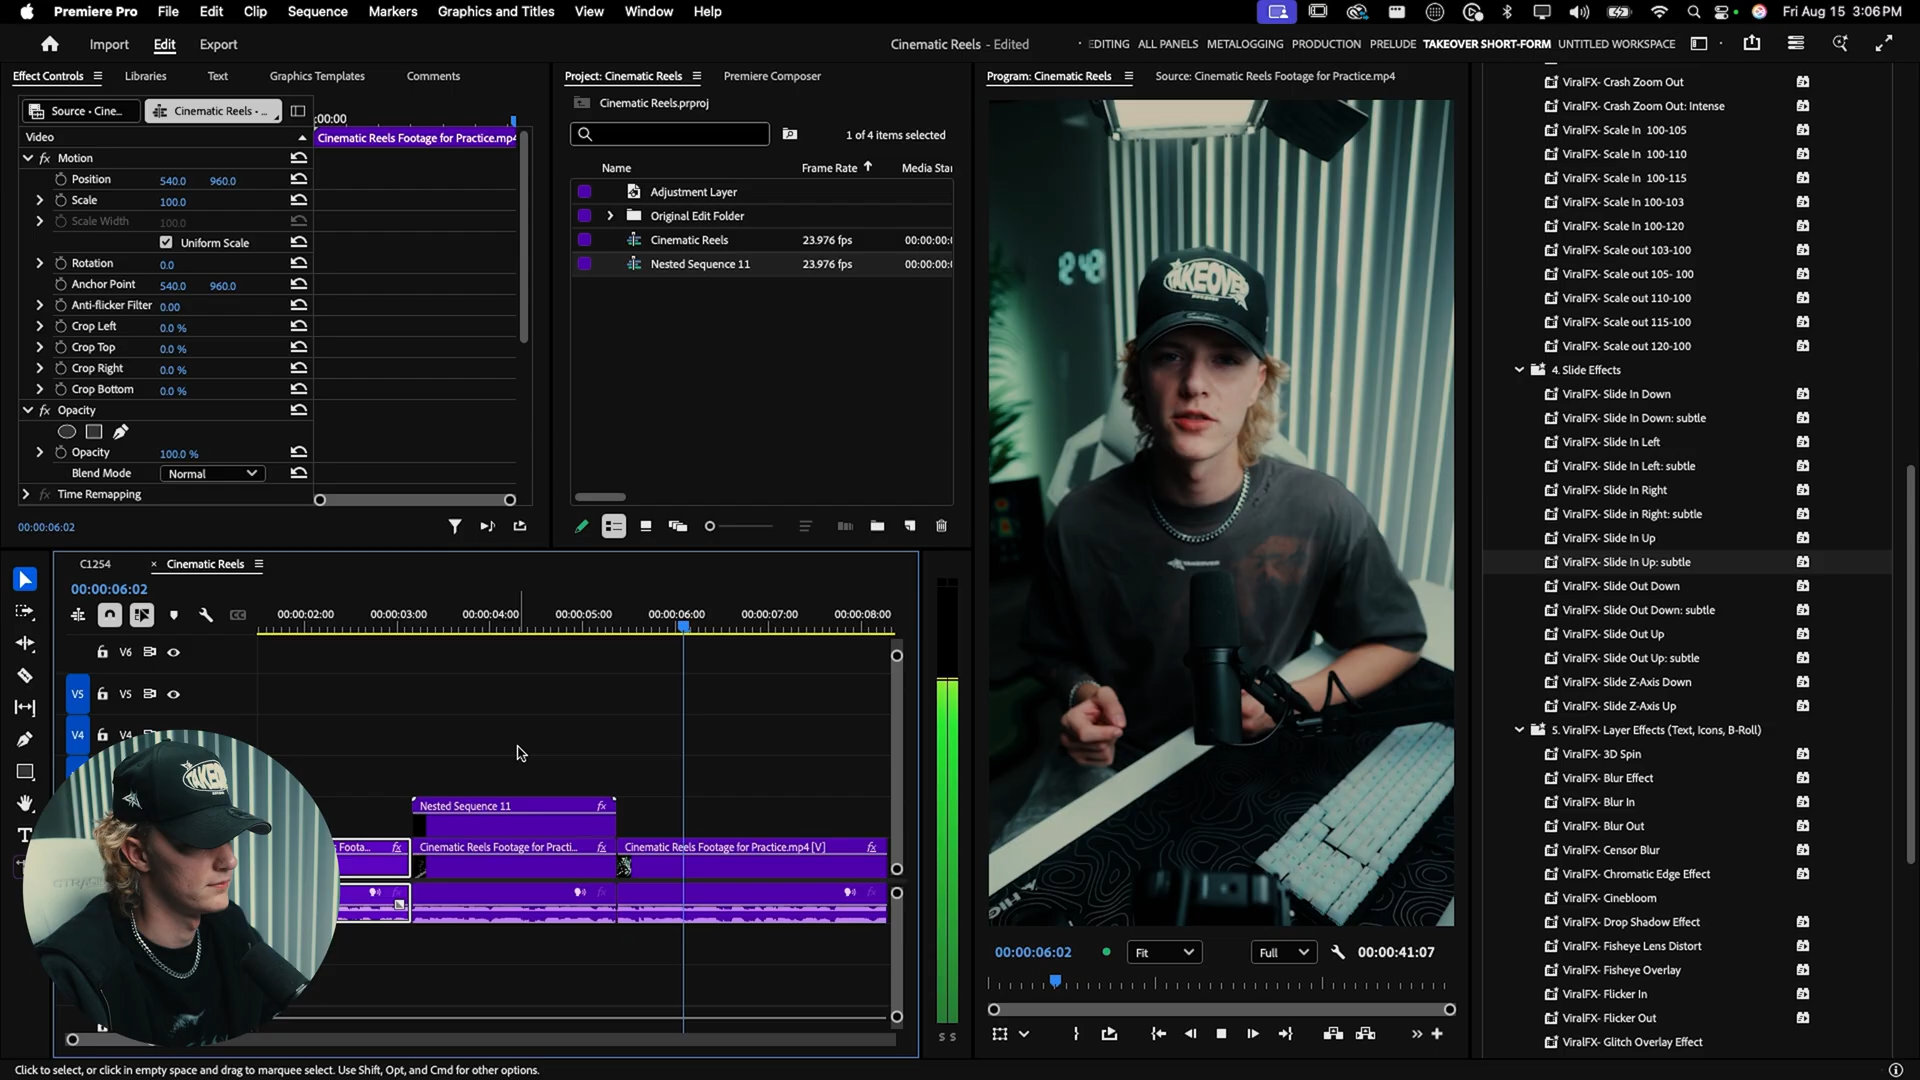 Premiere Pro File Edit Clip Sequence Markers Graphics and Titles View Window Help Fri Aug 15 3:06 PM
Import Edit Export
Cinematic Reels - Edited
EDITING ALL PANELS METALOGGING PRODUCTION PRELUDE TAKEOVER SHORT-FORM UNTITLED WORKSPACE
Effect Controls Libraries Text Graphics Templates Comments
Source • Cine... Cinematic Reels - ...
:00:00
Video
Cinematic Reels Footage for Practice.mp4
fx Motion
Position 540.0 960.0
Scale 100.0
Scale Width 100.0
Uniform Scale
Rotation 0.0
Anchor Point 540.0 960.0
Anti-flicker Filter 0.00
Crop Left 0.0 %
Crop Top 0.0 %
Crop Right 0.0 %
Crop Bottom 0.0 %
fx Opacity
Opacity 100.0 %
Blend Mode Normal
fx Time Remapping
00:00:06:02
Project: Cinematic Reels Premiere Composer
Cinematic Reels.prproj
1 of 4 items selected
Name Frame Rate Media Star
Adjustment Layer
Original Edit Folder
Cinematic Reels 23.976 fps 00:00:00:
Nested Sequence 11 23.976 fps 00:00:00:
Program: Cinematic Reels Source: Cinematic Reels Footage for Practice.mp4
TAKEOVER
TAKEOVER
00:00:06:02 Fit Full 00:00:41:07
C1254 × Cinematic Reels
00:00:06:02
00:00:02:00 00:00:03:00 00:00:04:00 00:00:05:00 00:00:06:00 00:00:07:00 00:00:08:00
V6
V5 V5
V4 V4
Nested Sequence 11 fx
Foota... fx Cinematic Reels Footage for Practi... fx Cinematic Reels Footage for Practice.mp4 [V] fx
T
S S
ViralFX- Crash Zoom Out
ViralFX- Crash Zoom Out: Intense
ViralFX- Scale In 100-105
ViralFX- Scale In 100-110
ViralFX- Scale In 100-115
ViralFX- Scale In 100-103
ViralFX- Scale In 100-120
ViralFX- Scale out 103-100
ViralFX- Scale out 105- 100
ViralFX- Scale out 110-100
ViralFX- Scale out 115-100
ViralFX- Scale out 120-100
4. Slide Effects
ViralFX- Slide In Down
ViralFX- Slide In Down: subtle
ViralFX- Slide In Left
ViralFX- Slide In Left: subtle
ViralFX- Slide In Right
ViralFX- Slide in Right: subtle
ViralFX- Slide In Up
ViralFX- Slide In Up: subtle
ViralFX- Slide Out Down
ViralFX- Slide Out Down: subtle
ViralFX- Slide Out Up
ViralFX- Slide Out Up: subtle
ViralFX- Slide Z-Axis Down
ViralFX- Slide Z-Axis Up
5. ViralFX- Layer Effects (Text, Icons, B-Roll)
ViralFX- 3D Spin
ViralFX- Blur Effect
ViralFX- Blur In
ViralFX- Blur Out
ViralFX- Censor Blur
ViralFX- Chromatic Edge Effect
ViralFX- Cinebloom
ViralFX- Drop Shadow Effect
ViralFX- Fisheye Lens Distort
ViralFX- Fisheye Overlay
ViralFX- Flicker In
ViralFX- Flicker Out
ViralFX- Glitch Overlay Effect
Click to select, or click in empty space and drag to marquee select. Use Shift, Opt, and Cmd for other options.